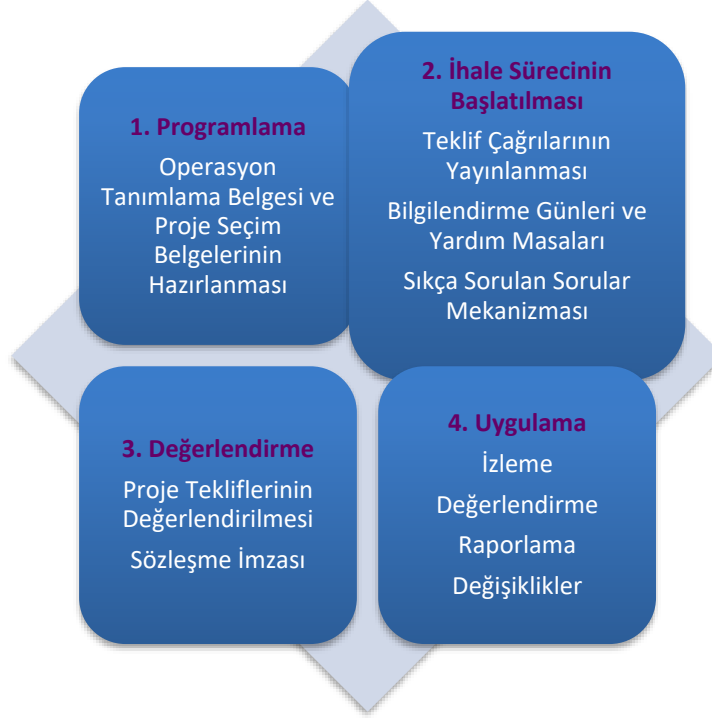 1. Programlama
Operasyon
Tanımlama Belgesi ve
Proje Seçim
Belgelerinin
Hazırlanması
2. İhale Sürecinin
Başlatılması
Teklif Çağrılarının
Yayınlanması
Bilgilendirme Günleri ve
Yardım Masaları
Sıkça Sorulan Sorular
Mekanizması
3. Değerlendirme
Proje Tekliflerinin
Değerlendirilmesi
Sözleşme İmzası
4. Uygulama
İzleme
Değerlendirme
Raporlama
Değişiklikler